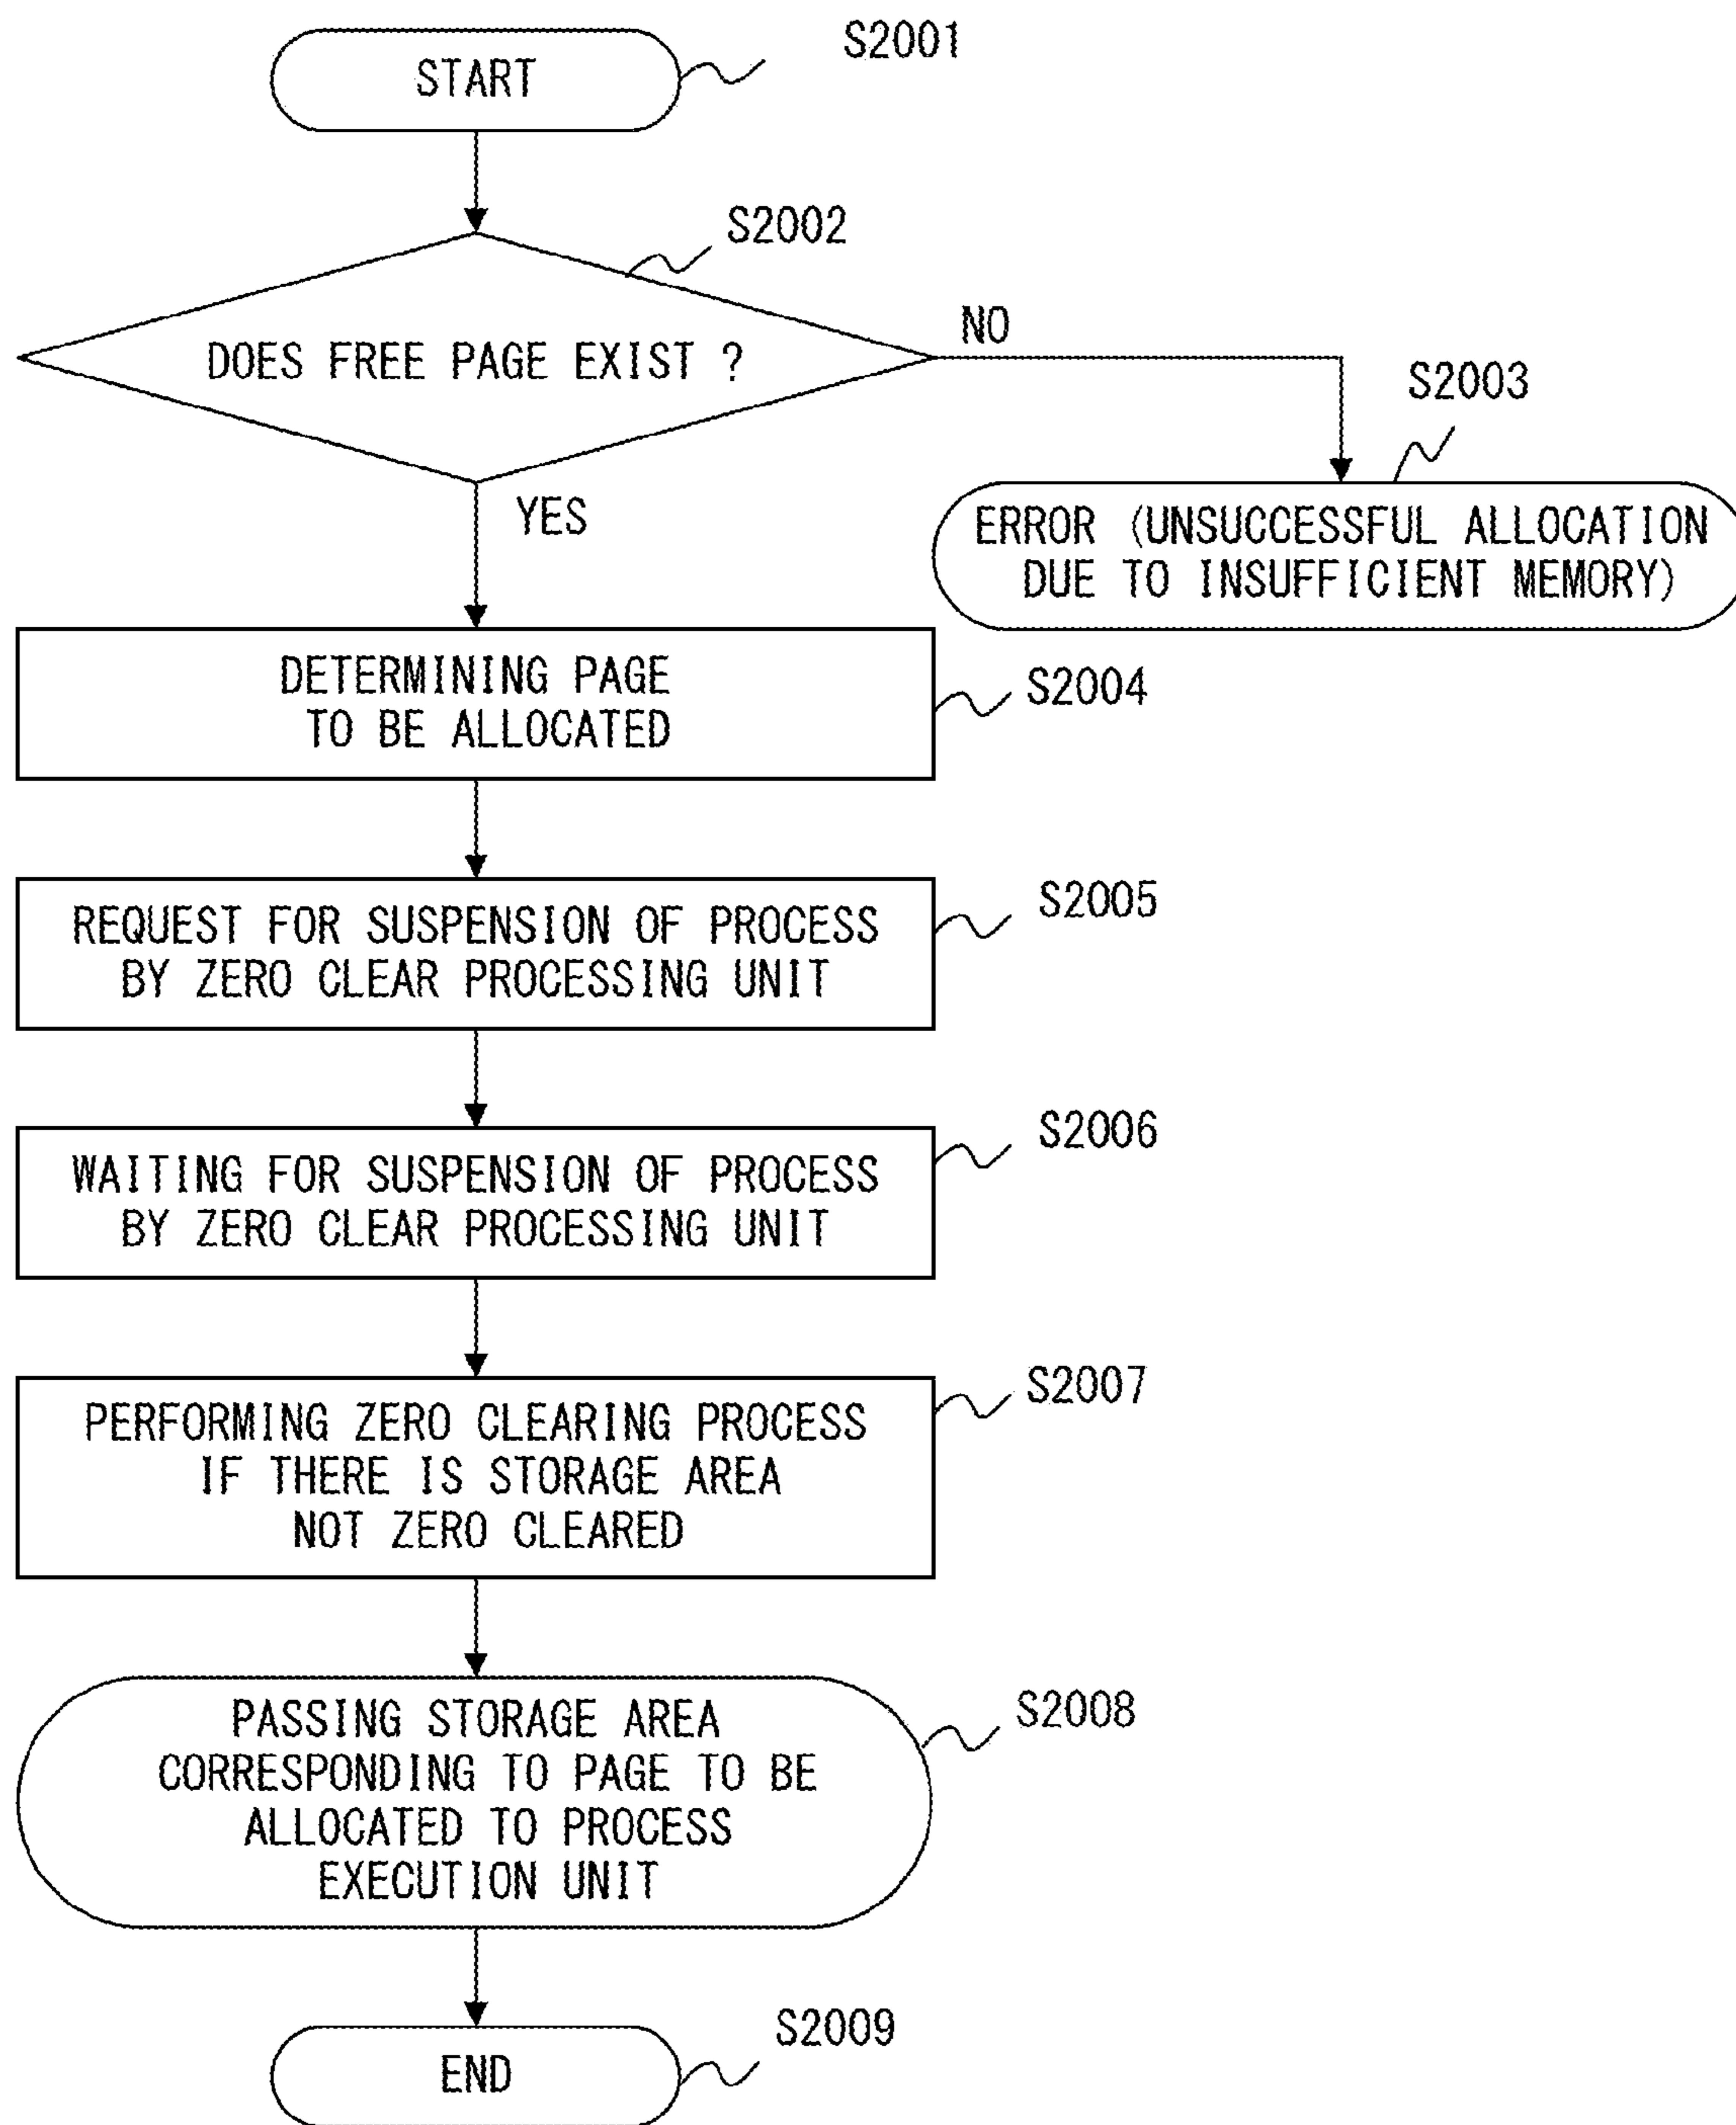 START
S2001
S2002
DOES FREE PAGE EXIST ?
NO
S2003
YES
ERROR (UNSUCCESSFUL ALLOCATION
DUE TO INSUFFICIENT MEMORY)
DETERMINING PAGE
TO BE ALLOCATED
S2004
REQUEST FOR SUSPENSION OF PROCESS
BY ZERO CLEAR PROCESSING UNIT
S2005
WAITING FOR SUSPENSION OF PROCESS
BY ZERO CLEAR PROCESSING UNIT
S2006
PERFORMING ZERO CLEARING PROCESS
IF THERE IS STORAGE AREA
NOT ZERO CLEARED
S2007
PASSING STORAGE AREA
CORRESPONDING TO PAGE TO BE
ALLOCATED TO PROCESS
EXECUTION UNIT
S2008
END
S2009